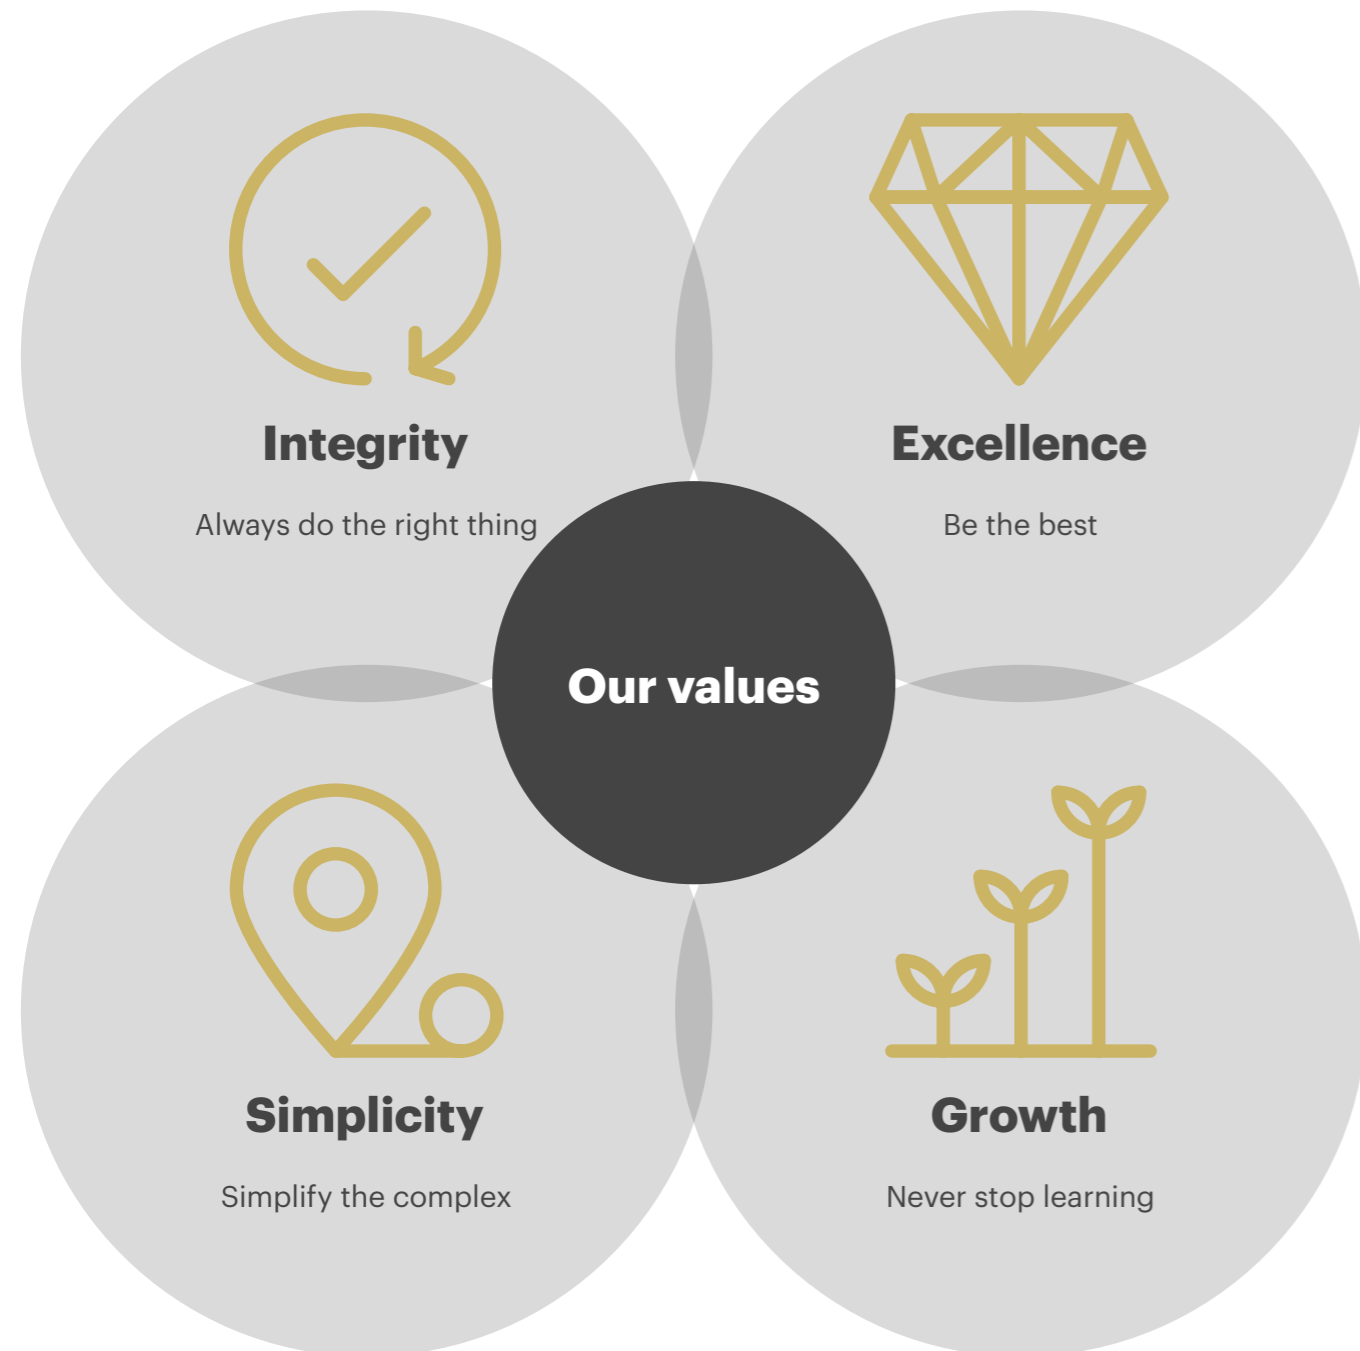 Integrity
Always do the right thing
Excellence
Be the best
Our values
Simplicity
Simplify the complex
Growth
Never stop learning